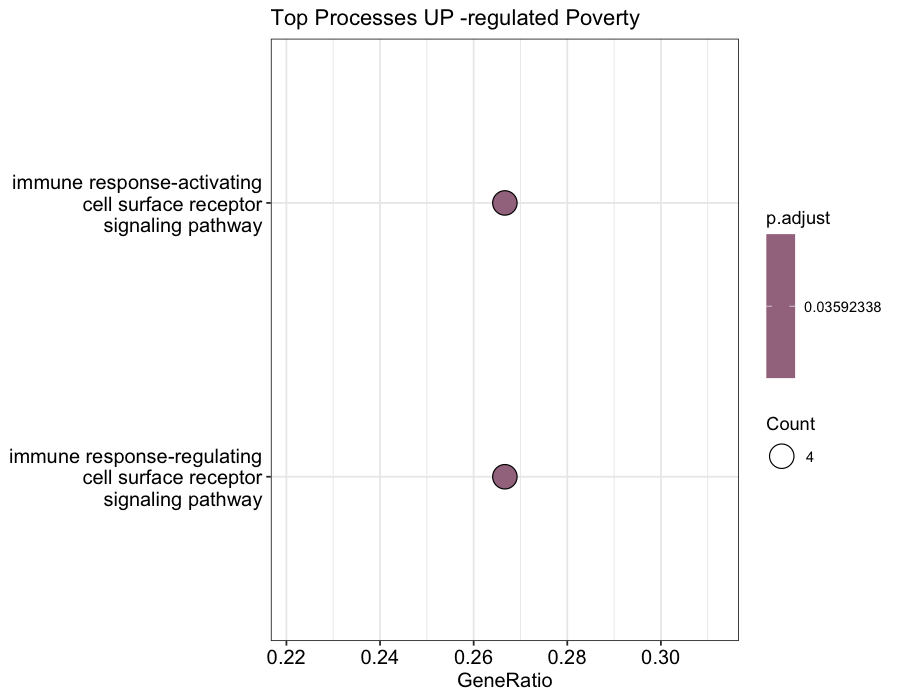 Top Processes UP -regulated Poverty
immune response-activating
cell surface receptor
signaling pathway
immune response-regulating
cell surface receptor
signaling pathway
0.22
0.24
0.26
0.28
0.30
GeneRatio
p.adjust
0.03592338
Count
4